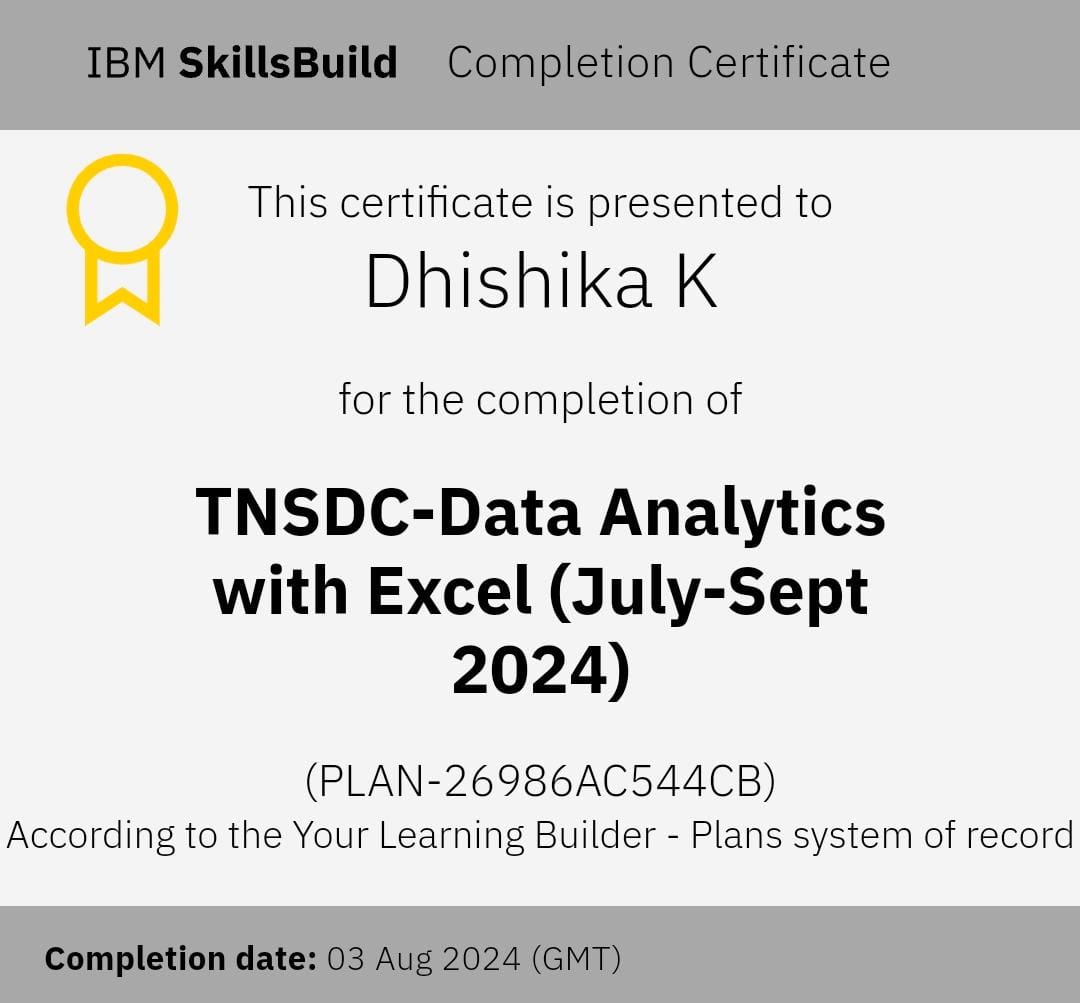 IBM SkillsBuild Completion Certificate
This certificate is presented to
Dhishika K
for the completion of
TNSDC-Data Analytics
with Excel (July-Sept
2024)
(PLAN-26986AC544CB)
According to the Your Learning Builder - Plans system of record
Completion date: 03 Aug 2024 (GMT)